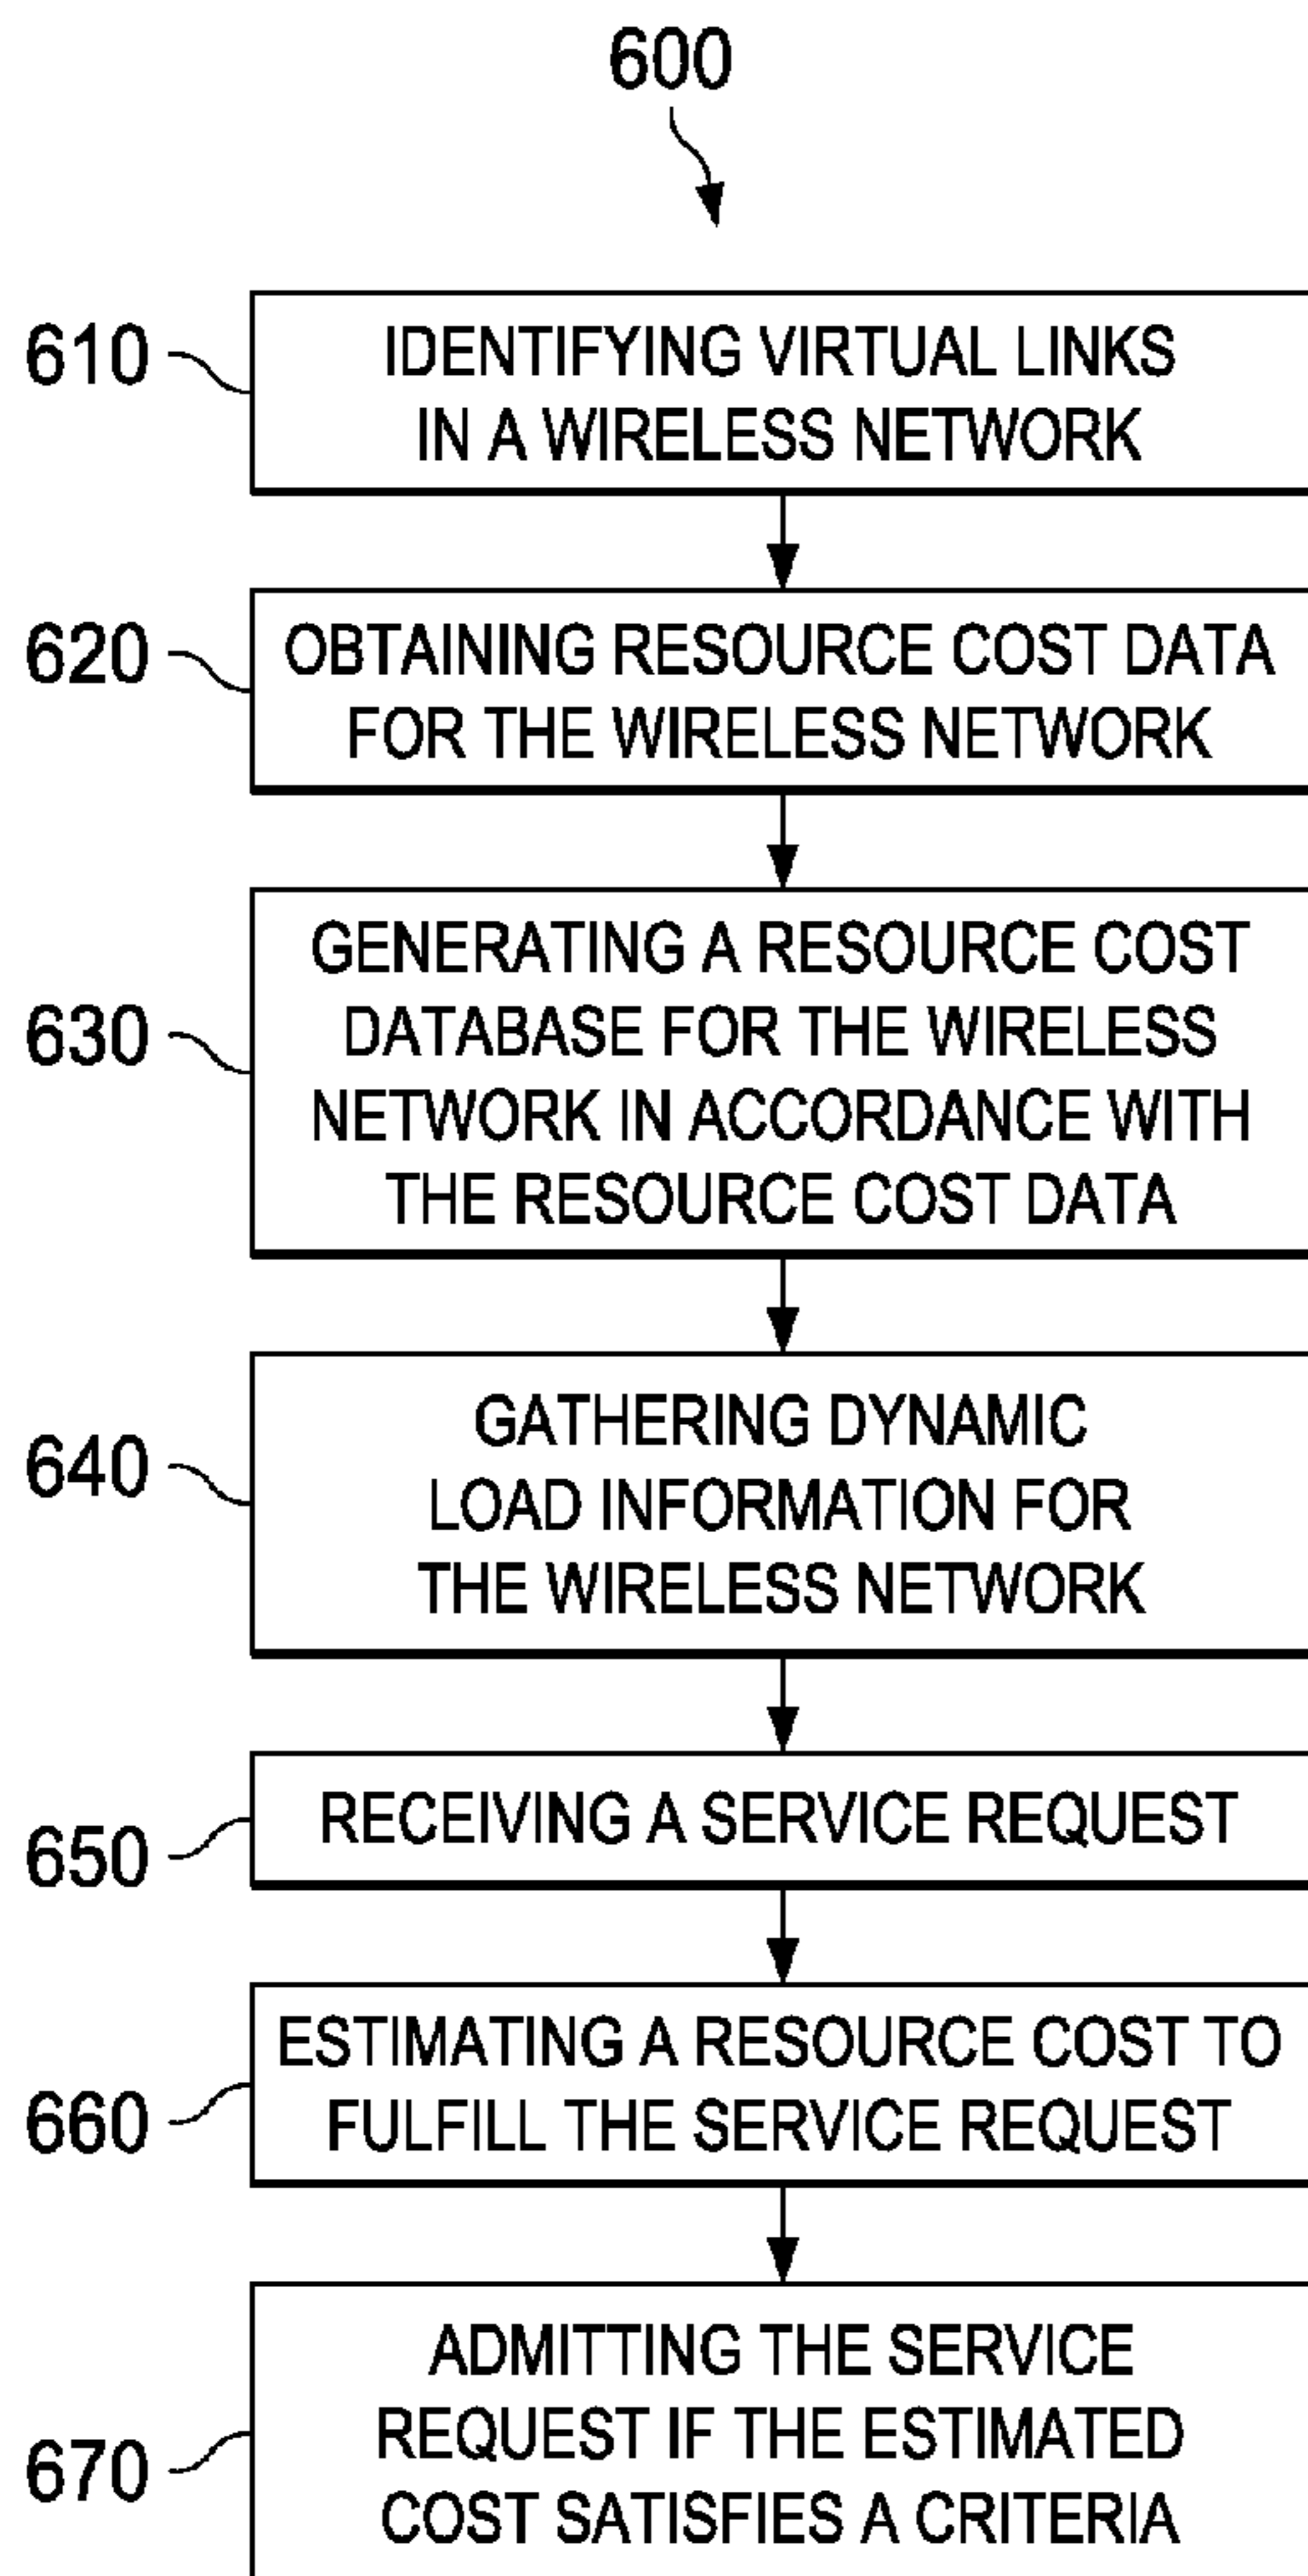 600
610
IDENTIFYING VIRTUAL LINKS
IN A WIRELESS NETWORK
620
OBTAINING RESOURCE COST DATA
FOR THE WIRELESS NETWORK
630
GENERATING A RESOURCE COST
DATABASE FOR THE WIRELESS
NETWORK IN ACCORDANCE WITH
THE RESOURCE COST DATA
640
GATHERING DYNAMIC
LOAD INFORMATION FOR
THE WIRELESS NETWORK
650
RECEIVING A SERVICE REQUEST
660
ESTIMATING A RESOURCE COST TO
FULFILL THE SERVICE REQUEST
670
ADMITTING THE SERVICE
REQUEST IF THE ESTIMATED
COST SATISFIES A CRITERIA